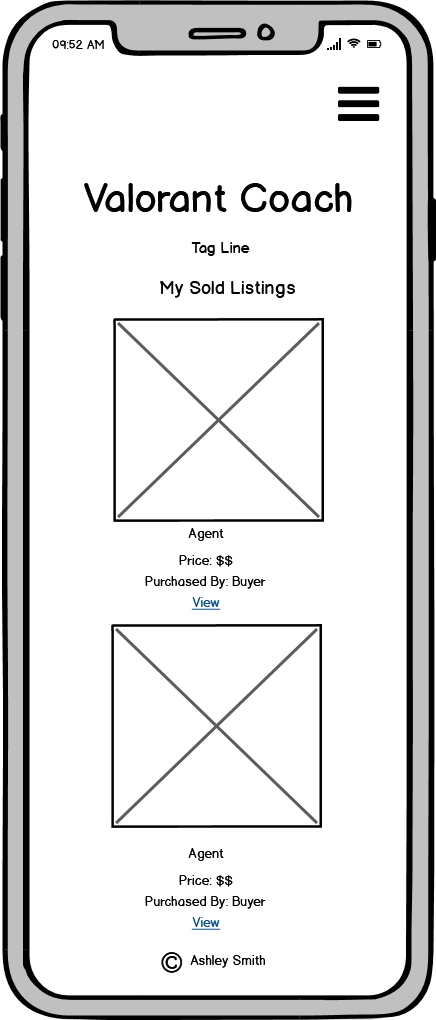 09:52 AM
Valorant Coach
Tag Line
My Sold Listings
Agent
Price: $$
Purchased By: Buyer
View
Agent
Price: $$
Purchased By: Buyer
View
© Ashley Smith